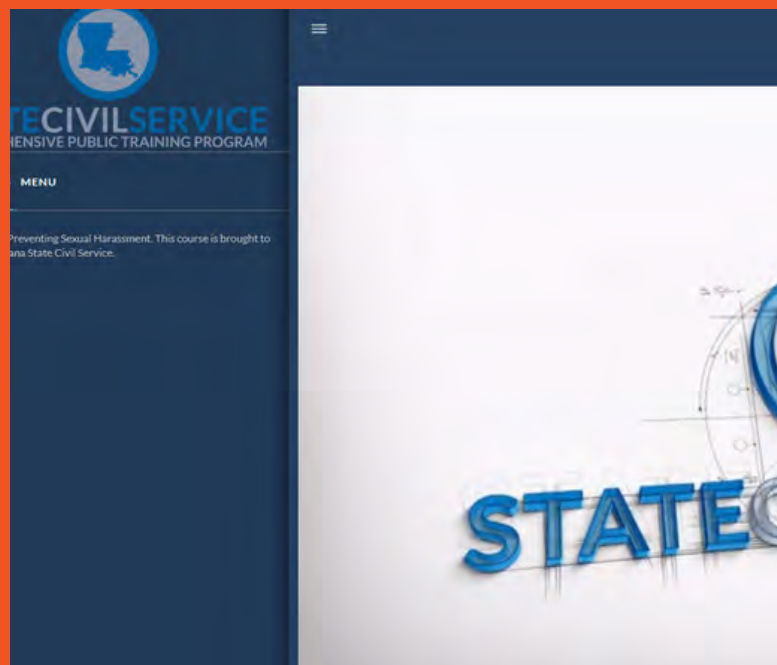 TECIVILSERVICE
HENSIVE PUBLIC TRAINING PROGRAM
MENU
Preventing Sexual Harassment. This course is brought to
ana State Civil Service.
STATE